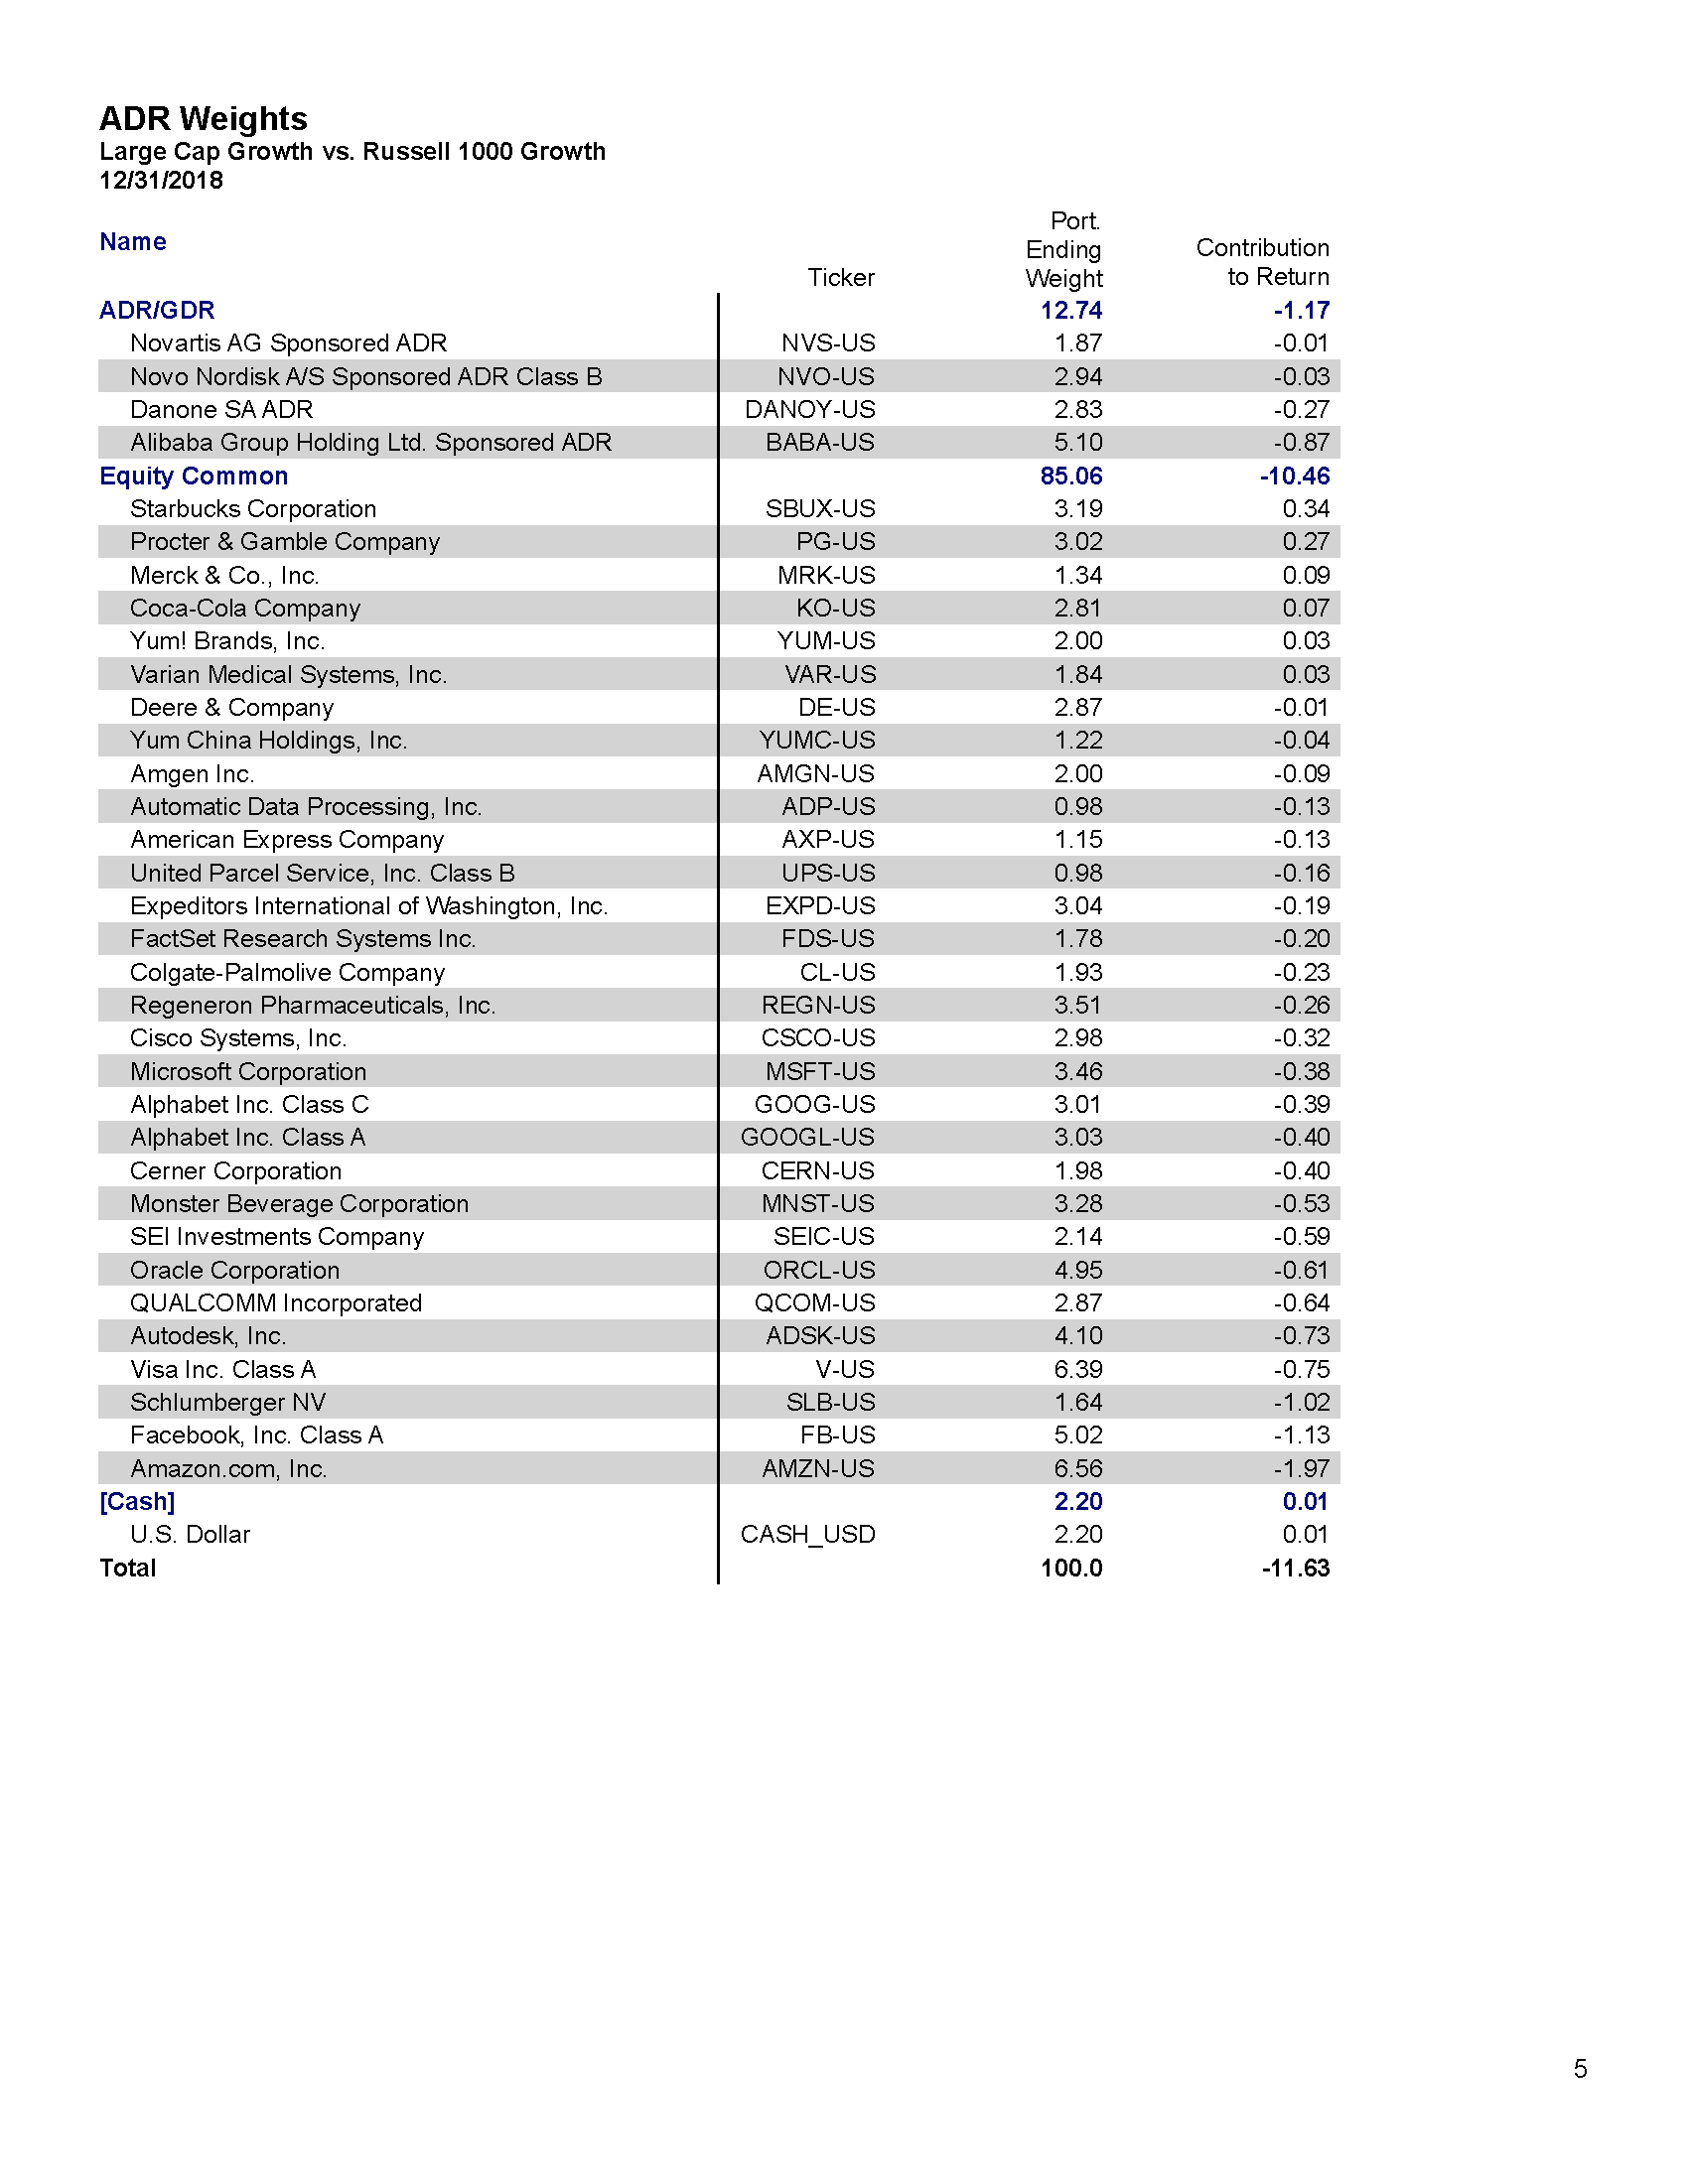 ADR Weights
Large Cap Growth vs. Russell 1000 Growth
12/31/2018
Name Ticker Port. Ending Weight Contribution to Return
ADR/GDR 12.74 -1.17
Novartis AG Sponsored ADR NVS-US 1.87 -0.01
Novo Nordisk A/S Sponsored ADR Class B NVO-US 2.94 -0.03
Danone SA ADR DANOY-US 2.83 -0.27
Alibaba Group Holding Ltd. Sponsored ADR BABA-US 5.10 -0.87
Equity Common 85.06 -10.46
Starbucks Corporation SBUX-US 3.19 0.34
Procter & Gamble Company PG-US 3.02 0.27
Merck & Co., Inc. MRK-US 1.34 0.09
Coca-Cola Company KO-US 2.81 0.07
Yum! Brands, Inc. YUM-US 2.00 0.03
Varian Medical Systems, Inc. VAR-US 1.84 0.03
Deere & Company DE-US 2.87 -0.01
Yum China Holdings, Inc. YUMC-US 1.22 -0.04
Amgen Inc. AMGN-US 2.00 -0.09
Automatic Data Processing, Inc. ADP-US 0.98 -0.13
American Express Company AXP-US 1.15 -0.13
United Parcel Service, Inc. Class B UPS-US 0.98 -0.16
Expeditors International of Washington, Inc. EXPD-US 3.04 -0.19
FactSet Research Systems Inc. FDS-US 1.78 -0.20
Colgate-Palmolive Company CL-US 1.93 -0.23
Regeneron Pharmaceuticals, Inc. REGN-US 3.51 -0.26
Cisco Systems, Inc. CSCO-US 2.98 -0.32
Microsoft Corporation MSFT-US 3.46 -0.38
Alphabet Inc. Class C GOOG-US 3.01 -0.39
Alphabet Inc. Class A GOOGL-US 3.03 -0.40
Cerner Corporation CERN-US 1.98 -0.40
Monster Beverage Corporation MNST-US 3.28 -0.53
SEI Investments Company SEIC-US 2.14 -0.59
Oracle Corporation ORCL-US 4.95 -0.61
QUALCOMM Incorporated QCOM-US 2.87 -0.64
Autodesk, Inc. ADSK-US 4.10 -0.73
Visa Inc. Class A V-US 6.39 -0.75
Schlumberger NV SLB-US 1.64 -1.02
Facebook, Inc. Class A FB-US 5.02 -1.13
Amazon.com, Inc. AMZN-US 6.56 -1.97
[Cash] 2.20 0.01
U.S. Dollar CASH_USD 2.20 0.01
Total 100.0 -11.63
5